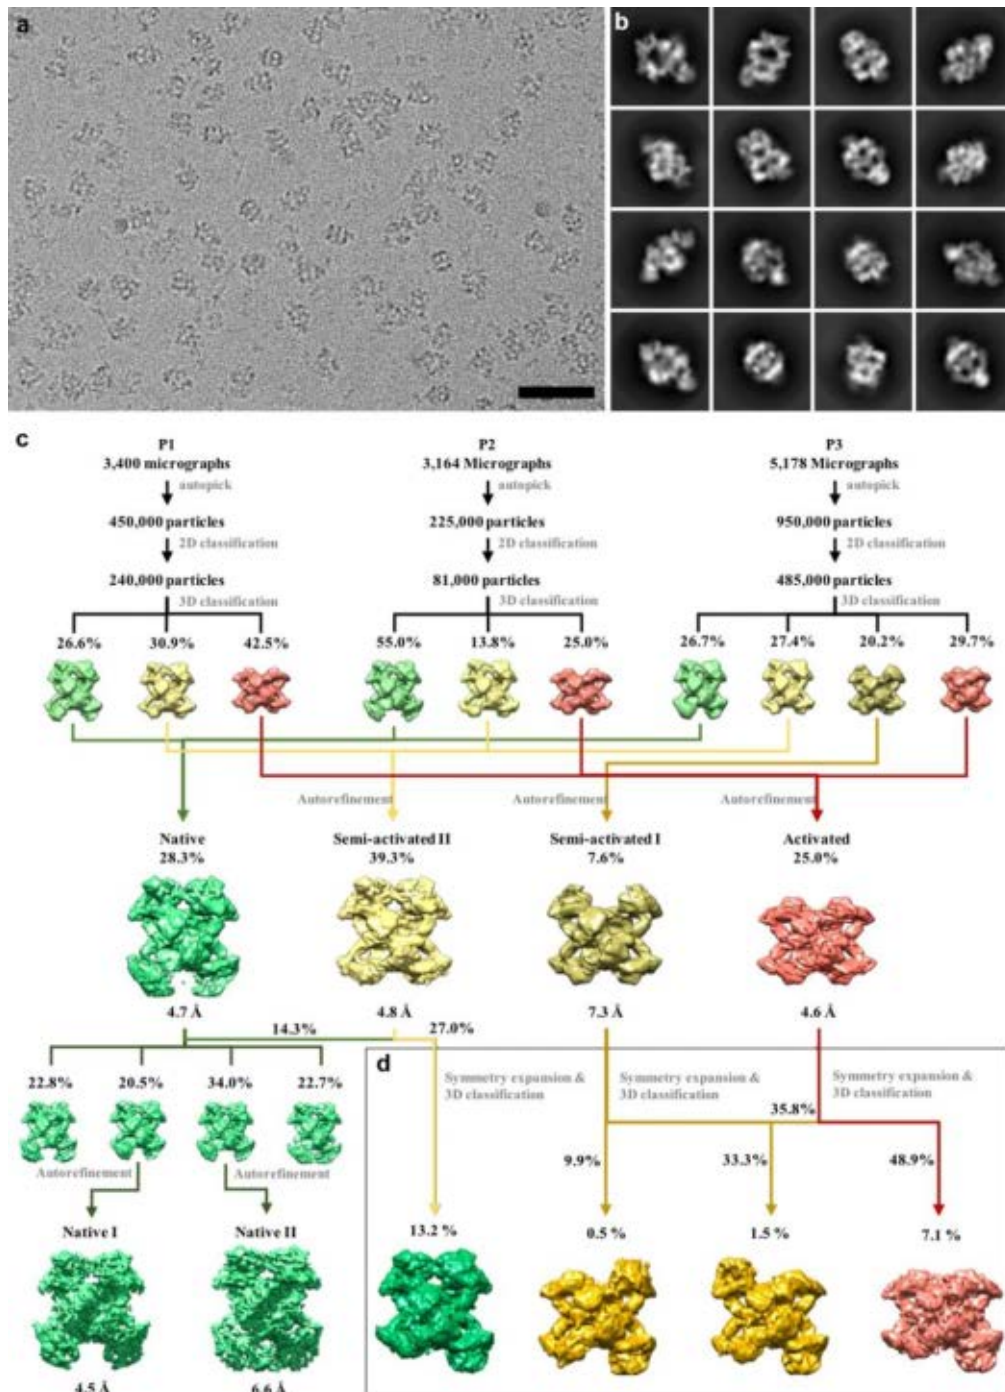 a
b
c
P1 P2 P3
3,400 micrographs 3,164 Micrographs 5,178 Micrographs
autopick autopick autopick
450,000 particles 225,000 particles 950,000 particles
2D classification 2D classification 2D classification
240,000 particles 81,000 particles 485,000 particles
3D classification 3D classification 3D classification
26.6% 30.9% 42.5% 55.0% 13.8% 25.0% 26.7% 27.4% 20.2% 29.7%
Autorefinement Autorefinement Autorefinement
Native Semi-activated II Semi-activated I Activated
28.3% 39.3% 7.6% 25.0%
4.7 Å 4.8 Å 7.3 Å 4.6 Å
14.3% 27.0%
d
22.8% 20.5% 34.0% 22.7%
Symmetry expansion & Symmetry expansion & Symmetry expansion &
3D classification 3D classification 3D classification
35.8%
9.9% 33.3% 48.9%
Autorefinement Autorefinement
Native I Native II
13.2 % 0.5 % 1.5 % 7.1 %
4.5 Å 6.6 Å